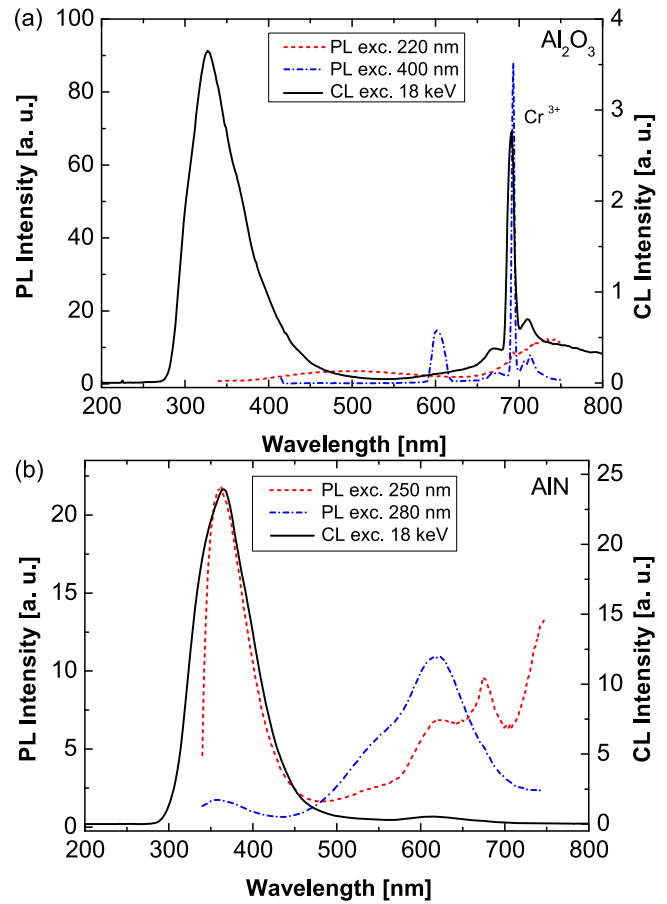 (a)
Al₂O₃
PL exc. 220 nm
PL exc. 400 nm
CL exc. 18 keV
Cr ³⁺
100
80
60
40
20
0
PL Intensity [a. u.]
4
3
2
1
0
CL Intensity [a. u.]
200 300 400 500 600 700 800
Wavelength [nm]
(b)
AlN
PL exc. 250 nm
PL exc. 280 nm
CL exc. 18 keV
20
15
10
5
0
PL Intensity [a. u.]
25
20
15
10
5
0
CL Intensity [a. u.]
200 300 400 500 600 700 800
Wavelength [nm]